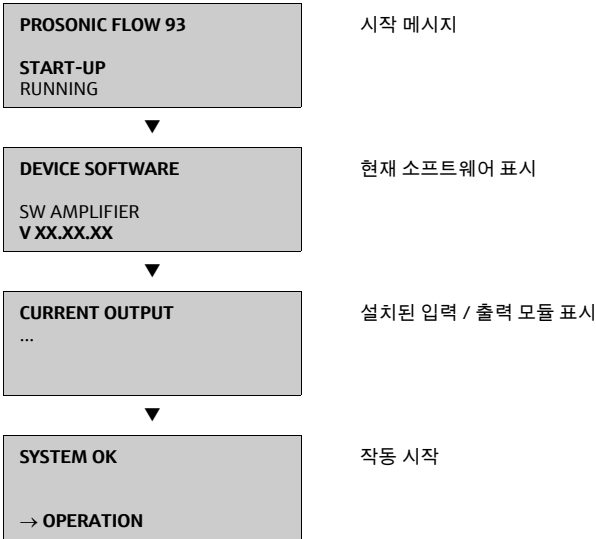 PROSONIC FLOW 93
시작 메시지
START-UP
RUNNING
▼
DEVICE SOFTWARE
현재 소프트웨어 표시
SW AMPLIFIER
V XX.XX.XX
▼
CURRENT OUTPUT
설치된 입력 / 출력 모듈 표시
...
▼
SYSTEM OK
작동 시작
→ OPERATION